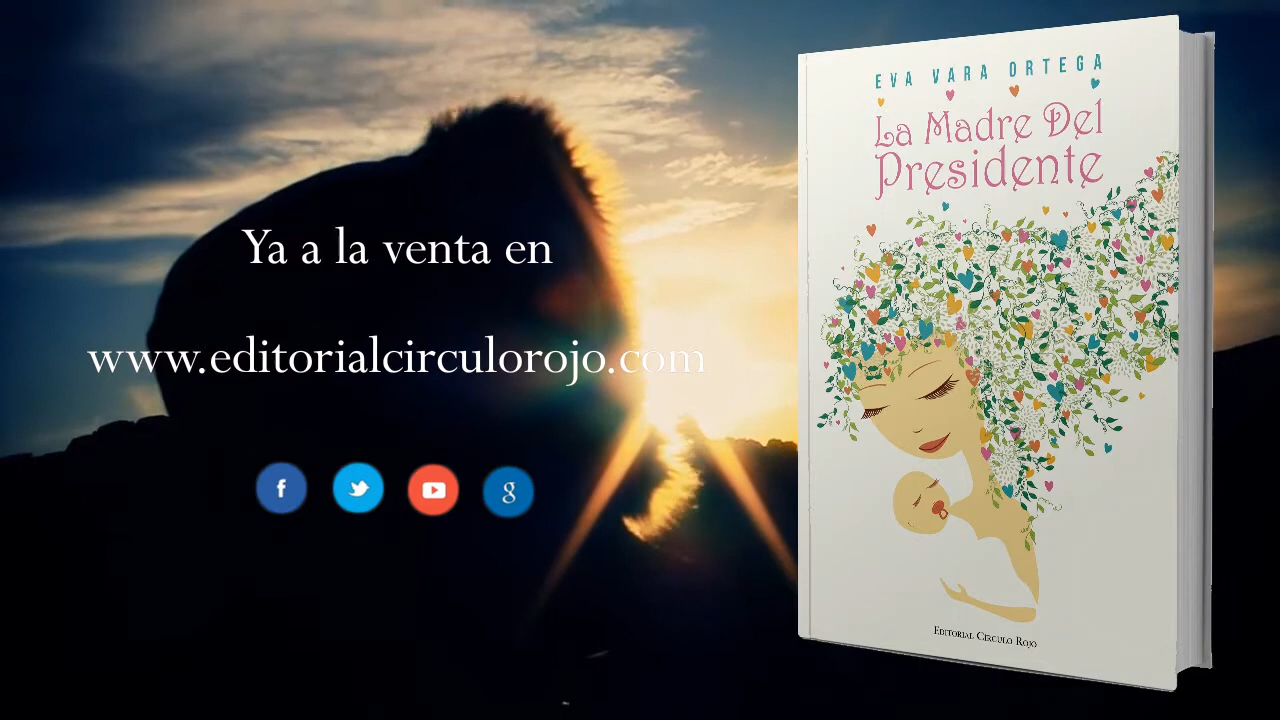 Ya a la venta en
www.editorialcirculorojo.com
f
g
EVA VARA ORTEGA
La Madre Del
Presidente
Editorial Círculo Rojo